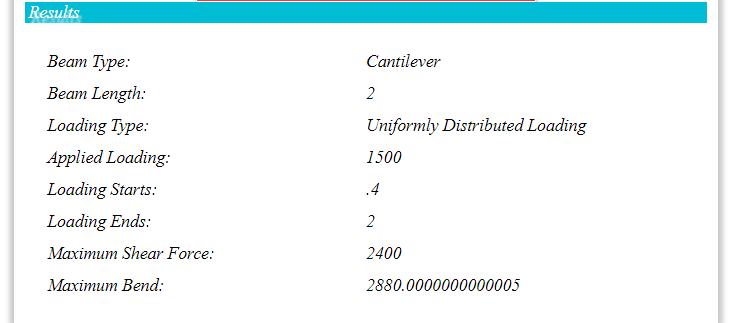 Results
Beam Type: Cantilever
Beam Length: 2
Loading Type: Uniformly Distributed Loading
Applied Loading: 1500
Loading Starts: .4
Loading Ends: 2
Maximum Shear Force: 2400
Maximum Bend: 2880.0000000000005